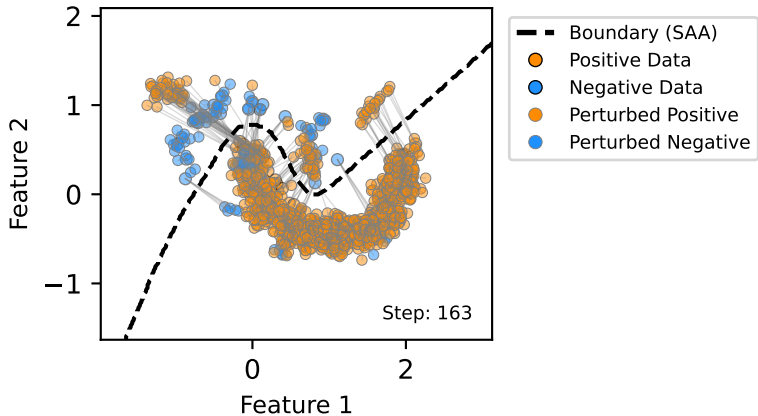 2
1
0
−1
Feature 2
0
2
Feature 1
Step: 163
Boundary (SAA)
Positive Data
Negative Data
Perturbed Positive
Perturbed Negative